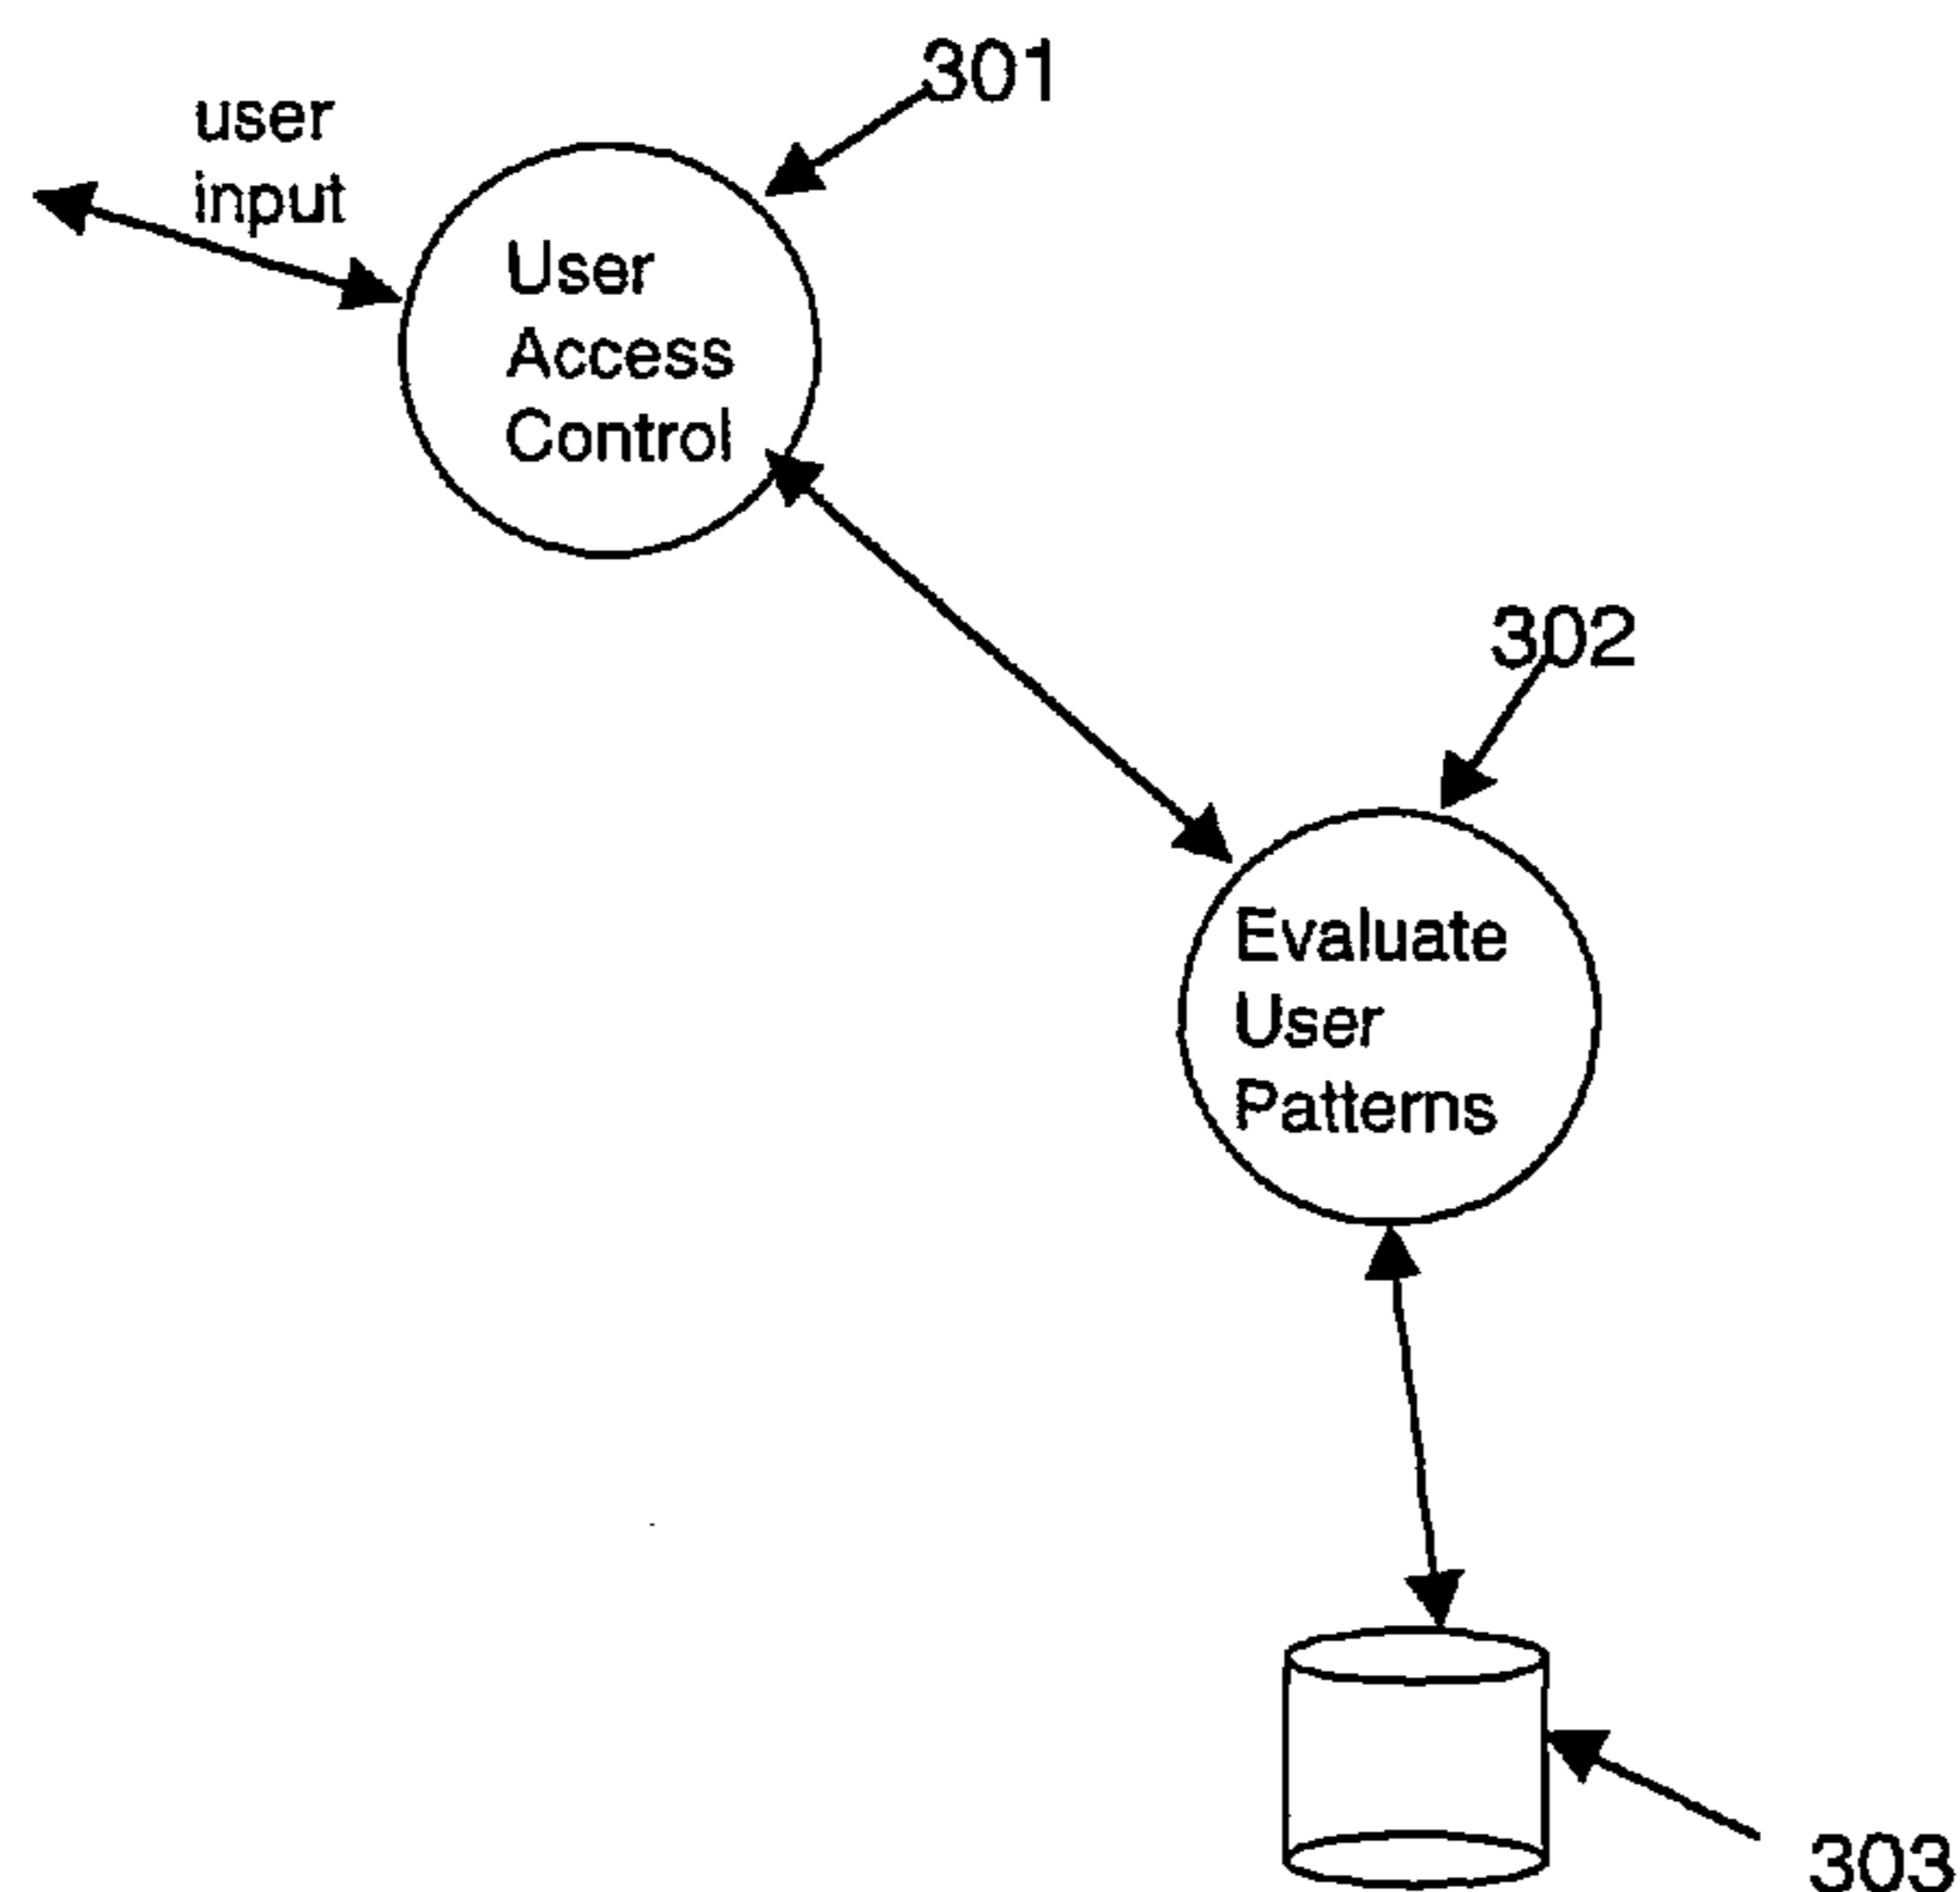 301
user
input
User
Access
Control
302
Evaluate
User
Patterns
303